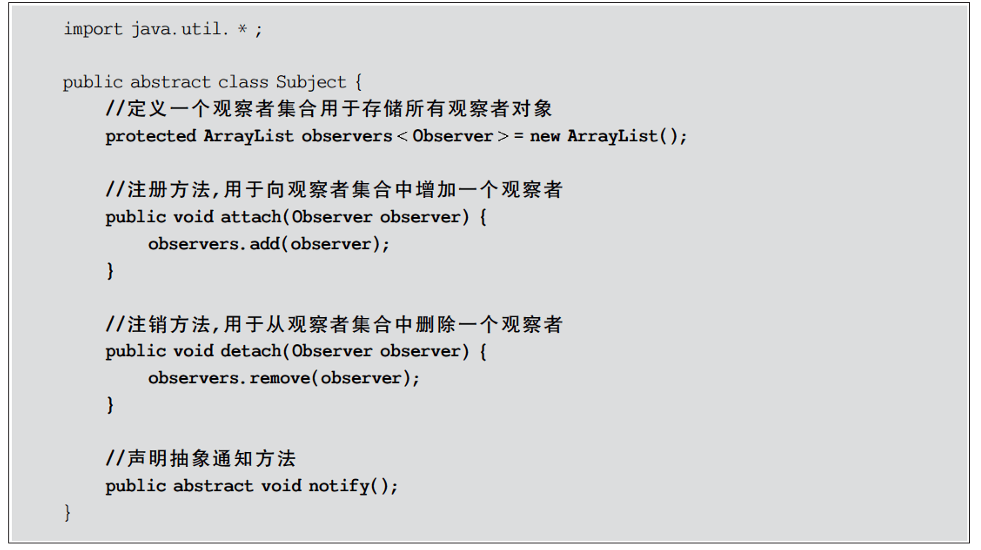 import java.util. * ;
public abstract class Subject {
//定义一个观察者集合用于存储所有观察者对象
protected ArrayList observers<Observer>= new ArrayList();
//注册方法,用于向观察者集合中增加一个观察者
public void attach(Observer observer) {
observers.add(observer);
}
//注销方法,用于从观察者集合中删除一个观察者
public void detach(Observer observer) {
observers.remove(observer);
}
//声明抽象通知方法
public abstract void notify();
}